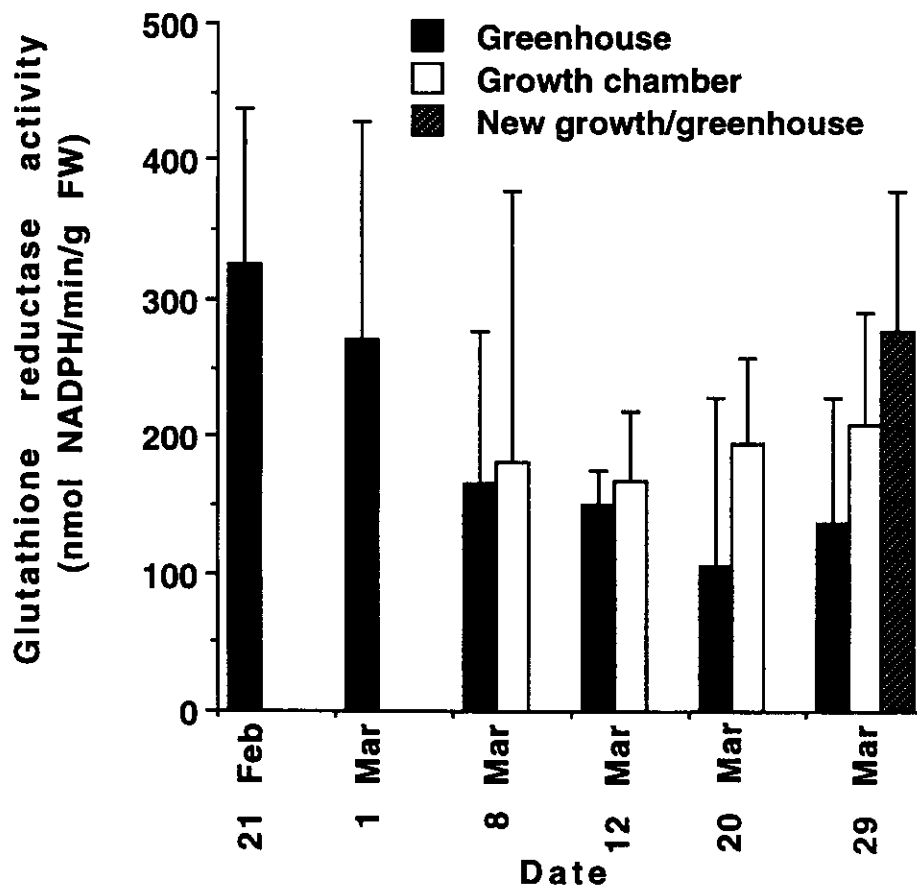 Glutathione reductase activity
(nmol NADPH/min/g FW)
500
400
300
200
100
0
Greenhouse
Growth chamber
New growth/greenhouse
21 Feb
1 Mar
8 Mar
12 Mar
20 Mar
29 Mar
Date